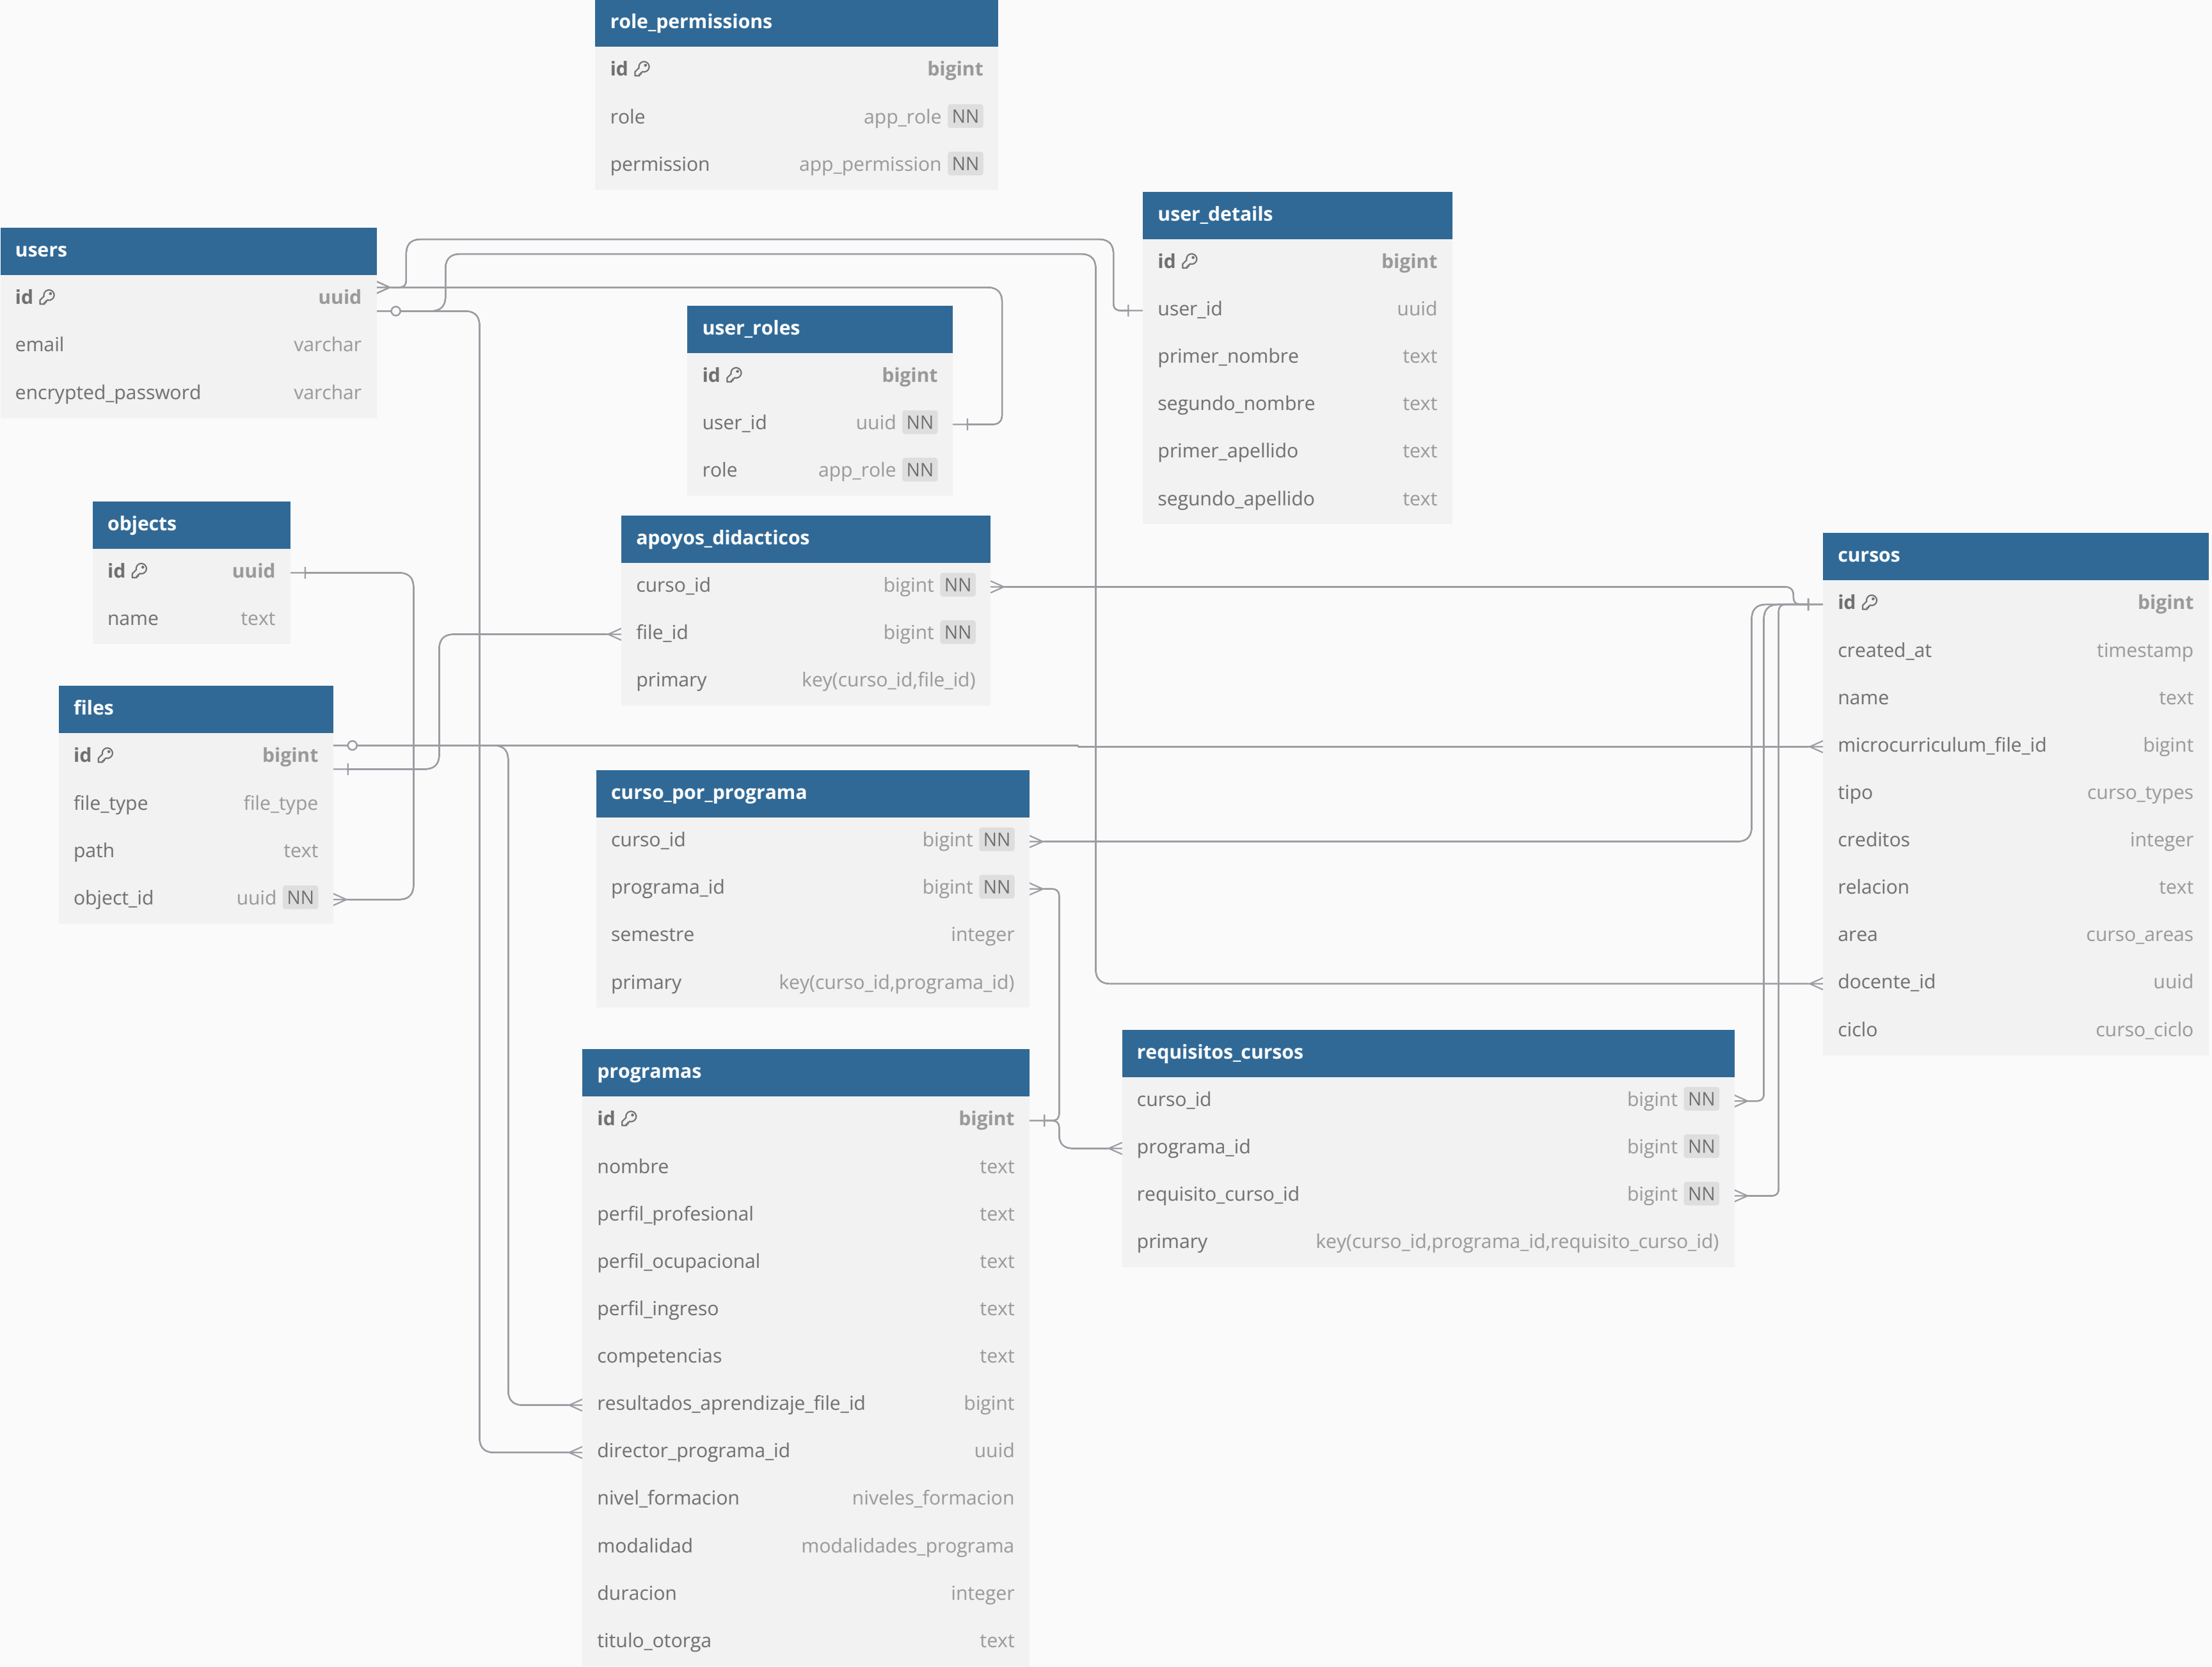 role_permissions
id bigint
role app_role NN
permission app_permission NN
users
id uuid
email varchar
encrypted_password varchar
user_details
id bigint
user_id uuid
primer_nombre text
segundo_nombre text
primer_apellido text
segundo_apellido text
user_roles
id bigint
user_id uuid NN
role app_role NN
objects
id uuid
name text
apoyos_didacticos
curso_id bigint NN
file_id bigint NN
primary key(curso_id,file_id)
cursos
id bigint
created_at timestamp
name text
microcurriculum_file_id bigint
tipo curso_types
creditos integer
relacion text
area curso_areas
docente_id uuid
ciclo curso_ciclo
files
id bigint
file_type file_type
path text
object_id uuid NN
curso_por_programa
curso_id bigint NN
programa_id bigint NN
semestre integer
primary key(curso_id,programa_id)
requisitos_cursos
curso_id bigint NN
programa_id bigint NN
requisito_curso_id bigint NN
primary key(curso_id,programa_id,requisito_curso_id)
programas
id bigint
nombre text
perfil_profesional text
perfil_ocupacional text
perfil_ingreso text
competencias text
resultados_aprendizaje_file_id bigint
director_programa_id uuid
nivel_formacion niveles_formacion
modalidad modalidades_programa
duracion integer
titulo_otorga text